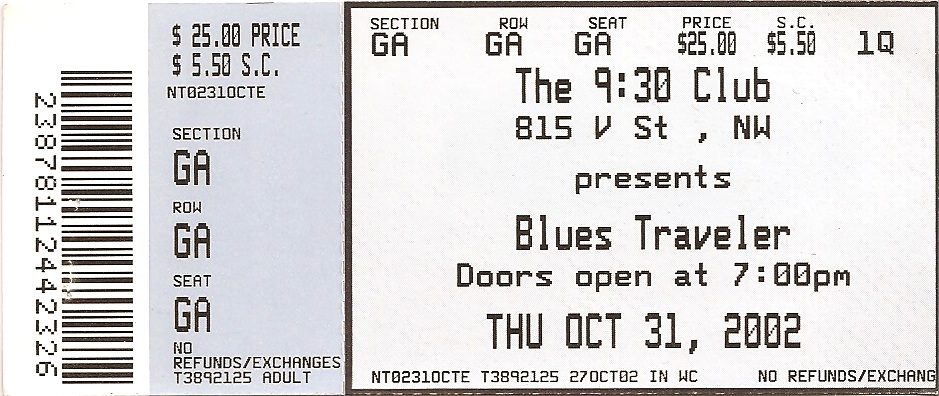 23878112442326
$ 25.00 PRICE
$ 5.50 S.C.
NT0231OCTE
SECTION
GA
ROW
GA
SEAT
GA
NO
REFUNDS/EXCHANGES
T3892125 ADULT
SECTION ROW SEAT PRICE S.C.
GA GA GA $25.00 $5.50 1Q
The 9:30 Club
815 V St , NW
presents
Blues Traveler
Doors open at 7:00pm
THU OCT 31, 2002
NT0231OCTE T3892125 27OCT02 IN WC NO REFUNDS/EXCHANG